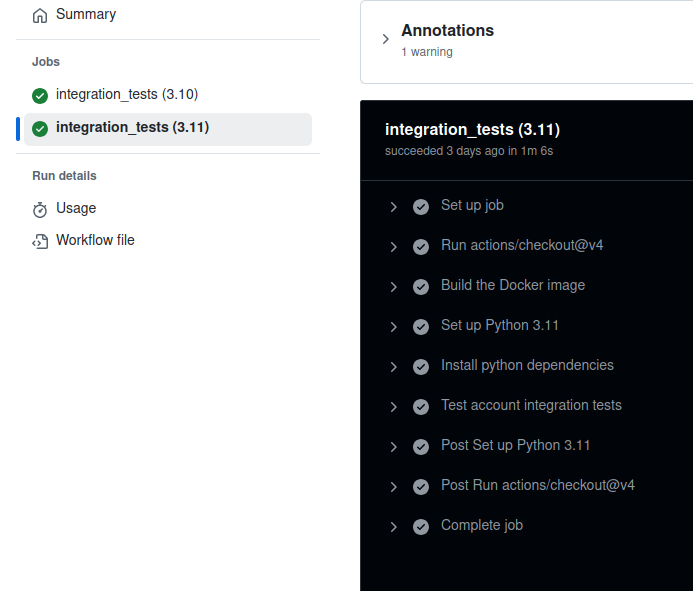 Summary
Jobs
integration_tests (3.10)
integration_tests (3.11)
Run details
Usage
Workflow file
Annotations
1 warning
integration_tests (3.11)
succeeded 3 days ago in 1m 6s
Set up job
Run actions/checkout@v4
Build the Docker image
Set up Python 3.11
Install python dependencies
Test account integration tests
Post Set up Python 3.11
Post Run actions/checkout@v4
Complete job